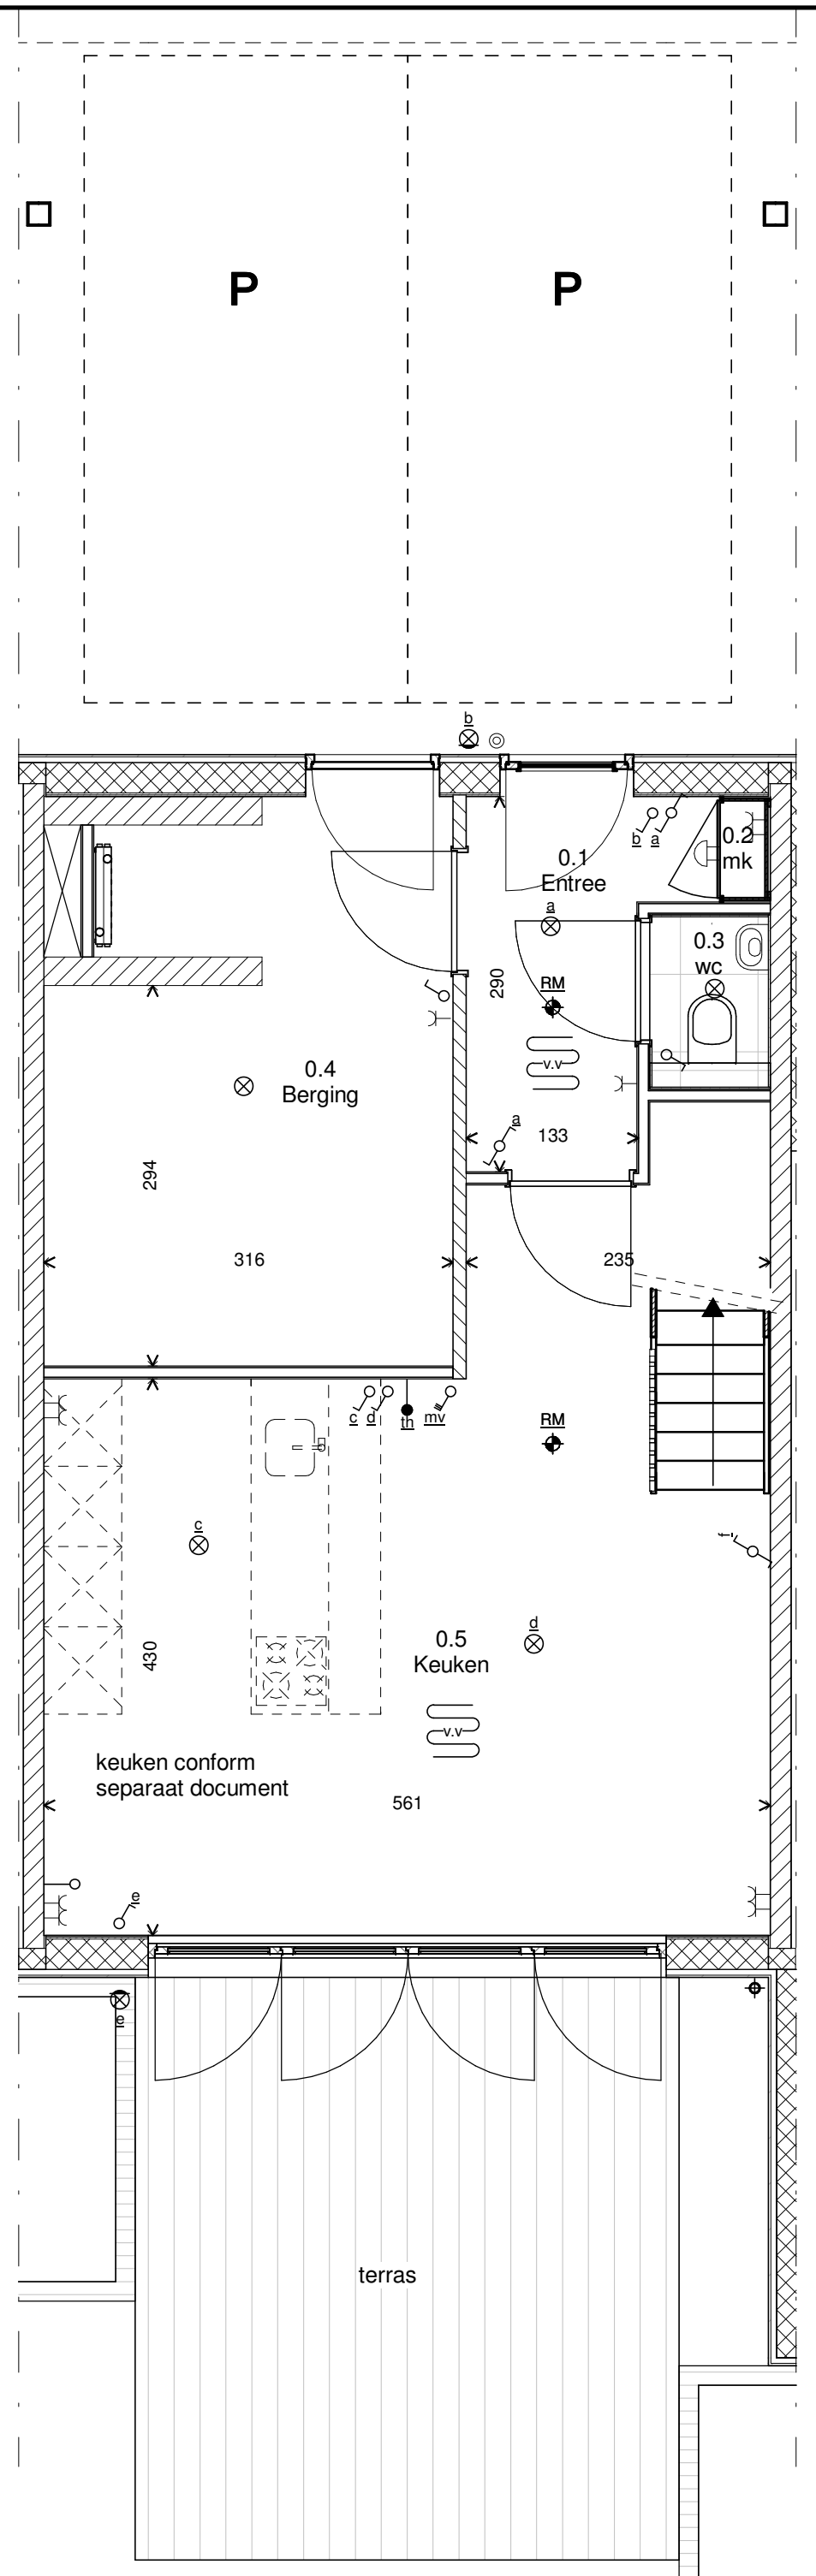 P
P
b
b
a
0.2
mk
0.1
Entree
a
0.3
wc
290
RM
v.v
0.4
Berging
a
133
294
316
235
c
d
th
mv
RM
c
f
d
0.5
Keuken
430
v.v
keuken conform
separaat document
561
e
e
terras